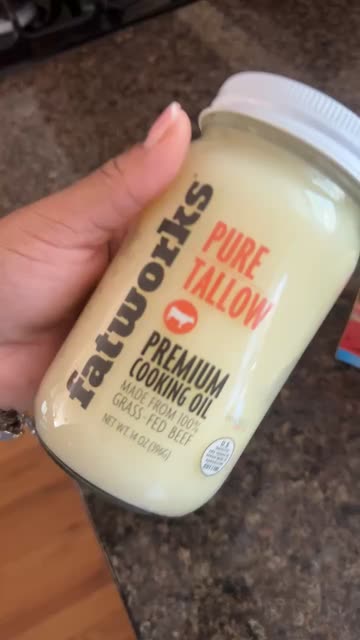 fatworks
PURE
TALLOW
PREMIUM
COOKING OIL
MADE FROM 100%
GRASS-FED BEEF
NET WT. 14 OZ (396G)